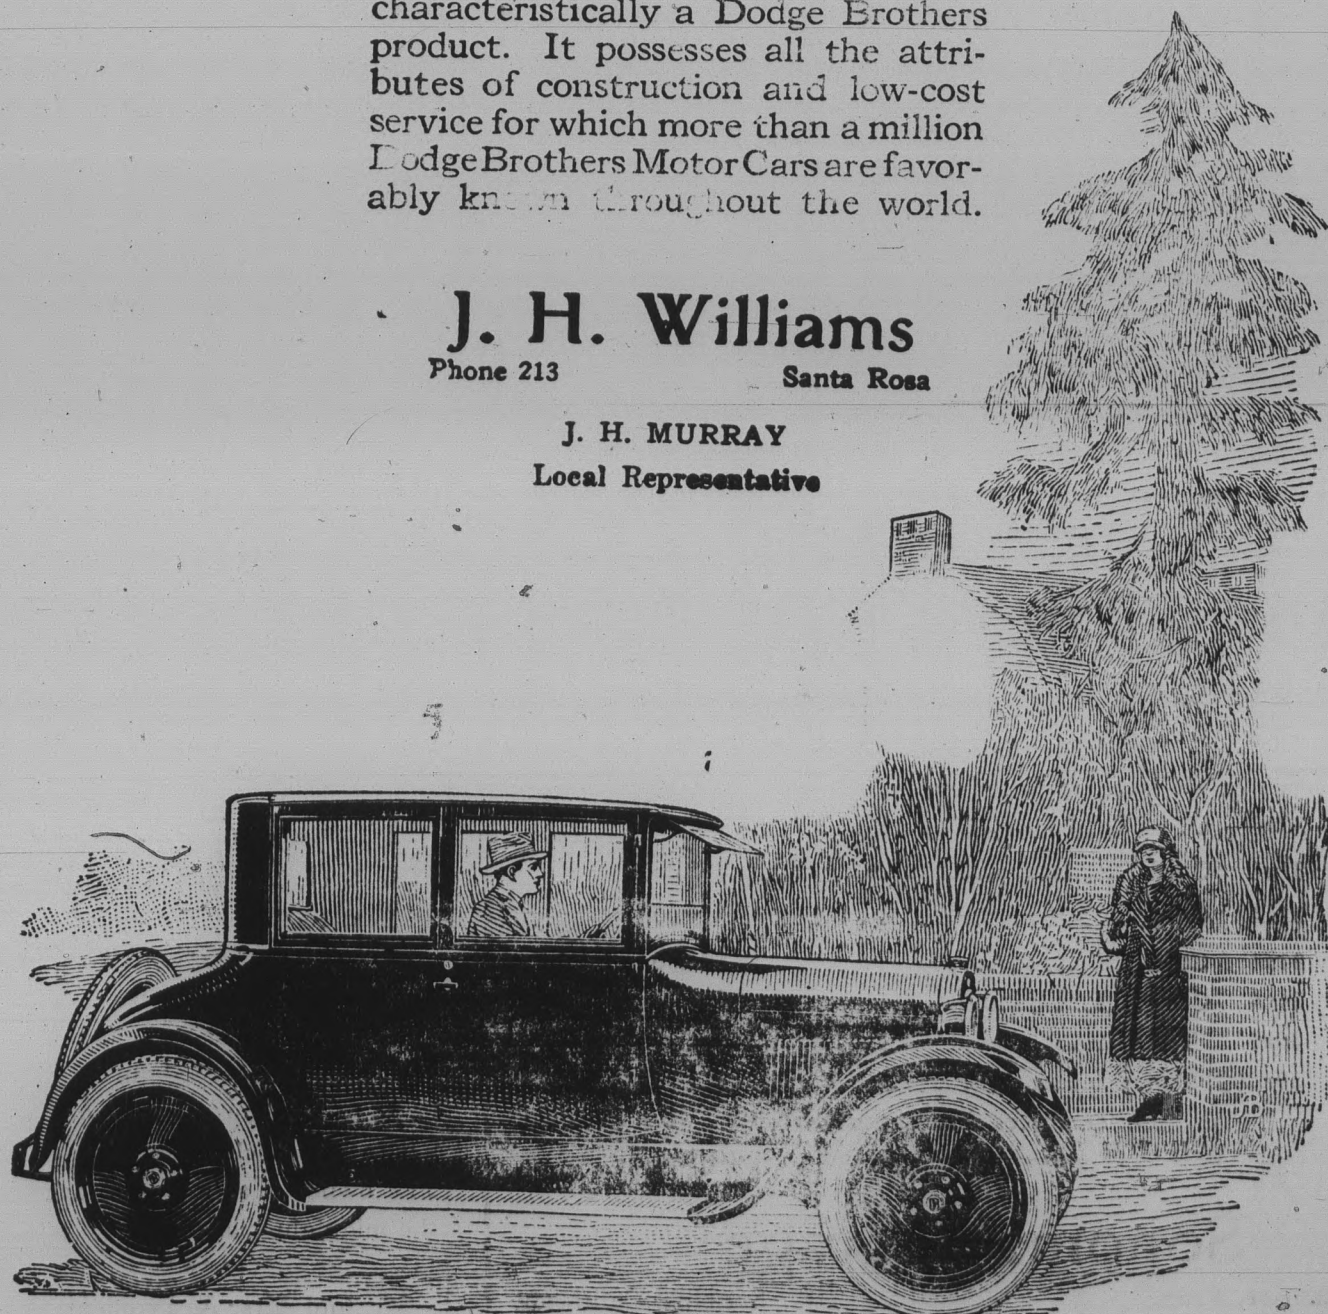 characteristically a Dodge Brothers
product. It possesses all the attri-
butes of construction and low-cost
service for which more than a million
Dodge Brothers Motor Cars are favor-
ably known throughout the world.
J. H. Williams
Phone 213 Santa Rosa
J. H. MURRAY
Local Representative